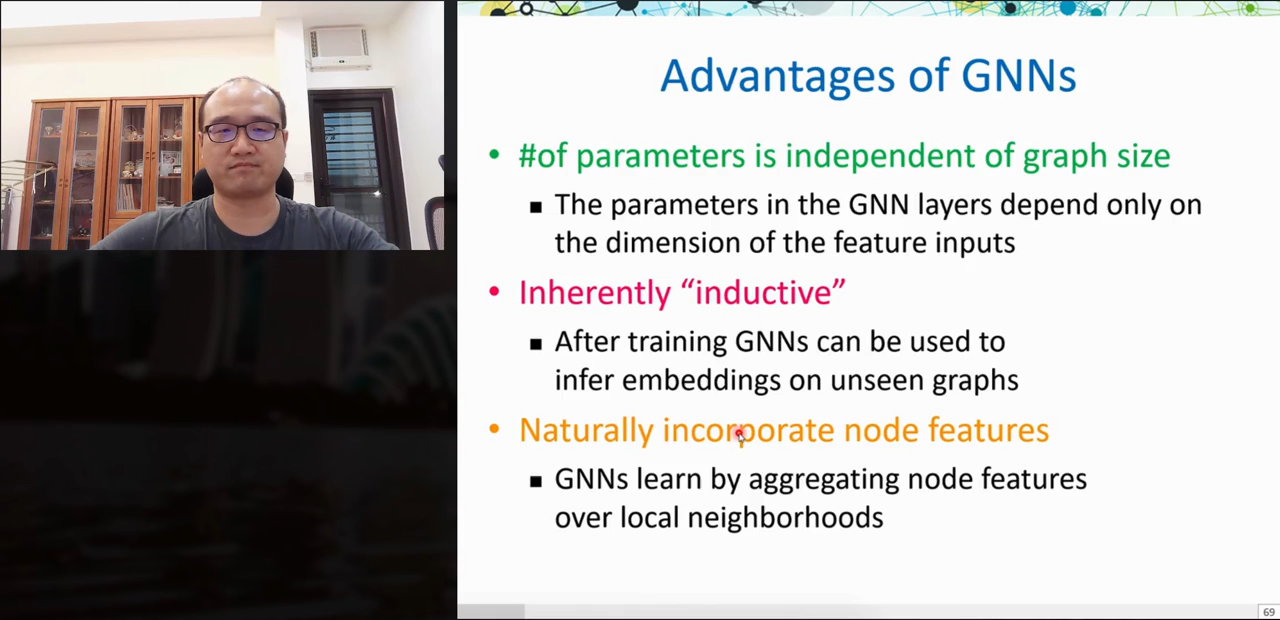 Advantages of GNNs
• #of parameters is independent of graph size
▪ The parameters in the GNN layers depend only on
the dimension of the feature inputs
• Inherently “inductive”
▪ After training GNNs can be used to
infer embeddings on unseen graphs
• Naturally incorporate node features
▪ GNNs learn by aggregating node features
over local neighborhoods
69